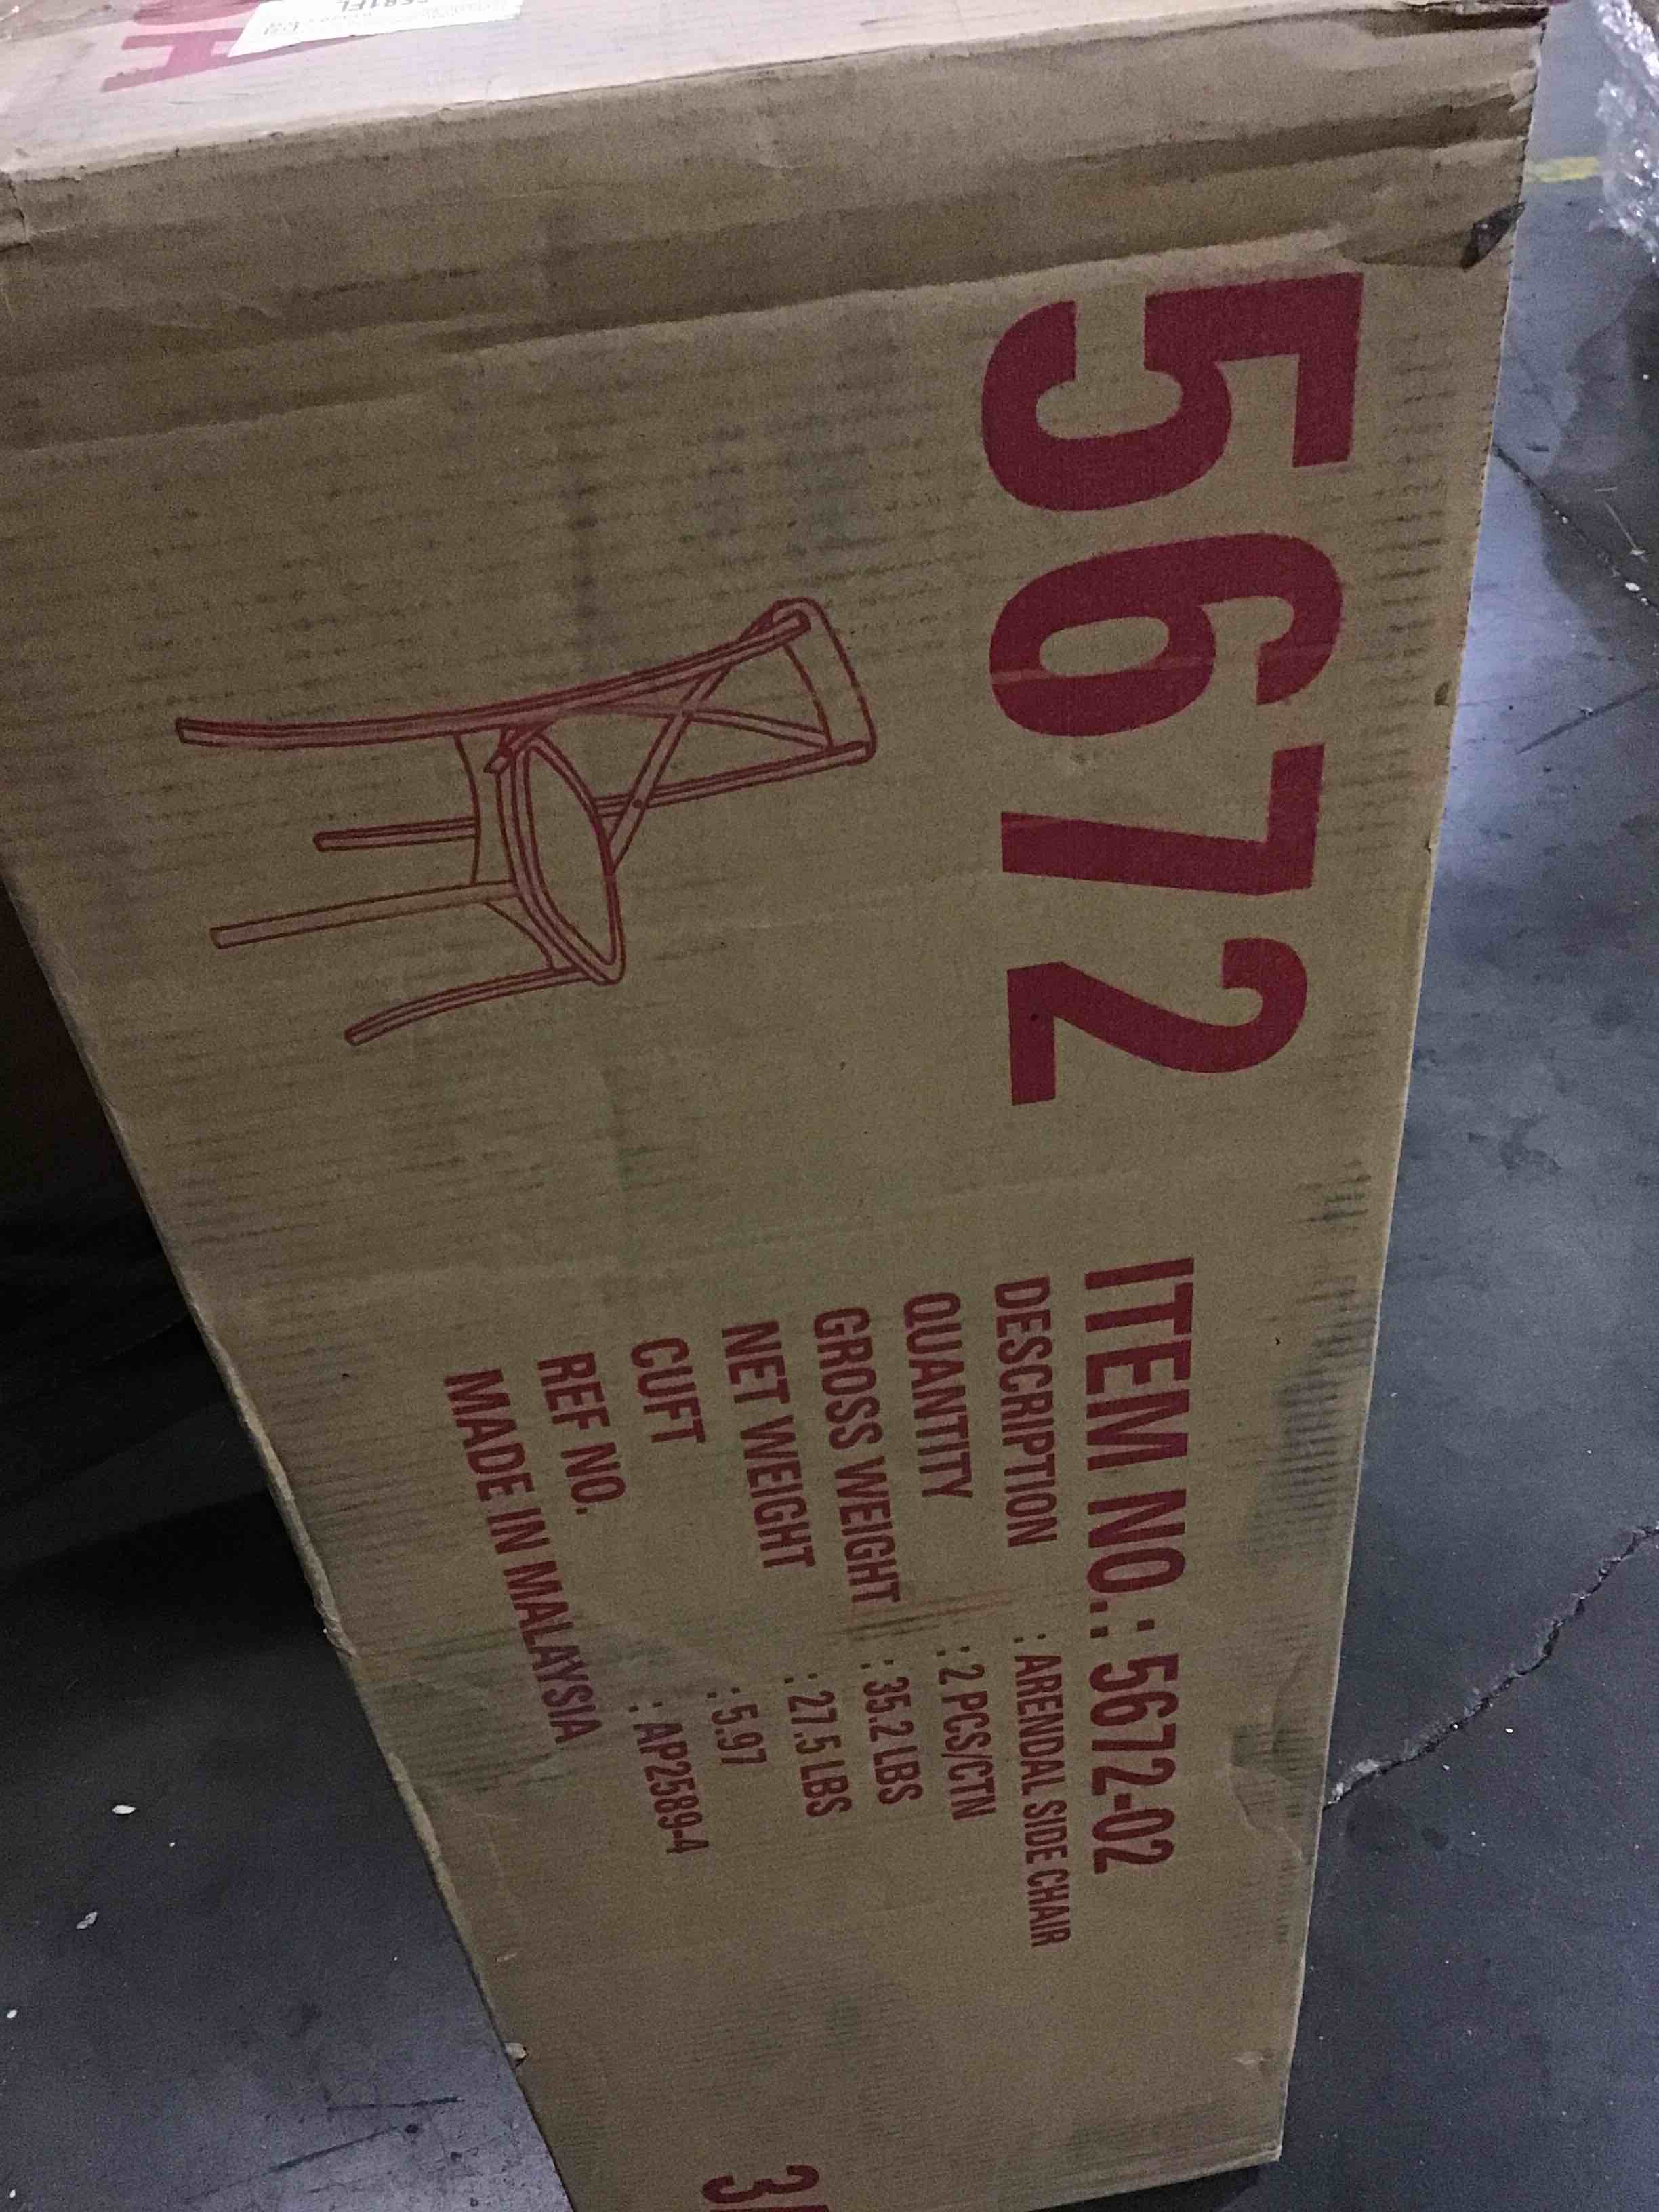 5672
ITEM NO.: 5672-02
DESCRIPTION : ARENDAL SIDE CHAIR
QUANTITY : 2 PCS/CTN
GROSS WEIGHT : 35.2 LBS
NET WEIGHT : 27.5 LBS
CUFT : 5.97
REF NO. : AP2589-4
MADE IN MALAYSIA